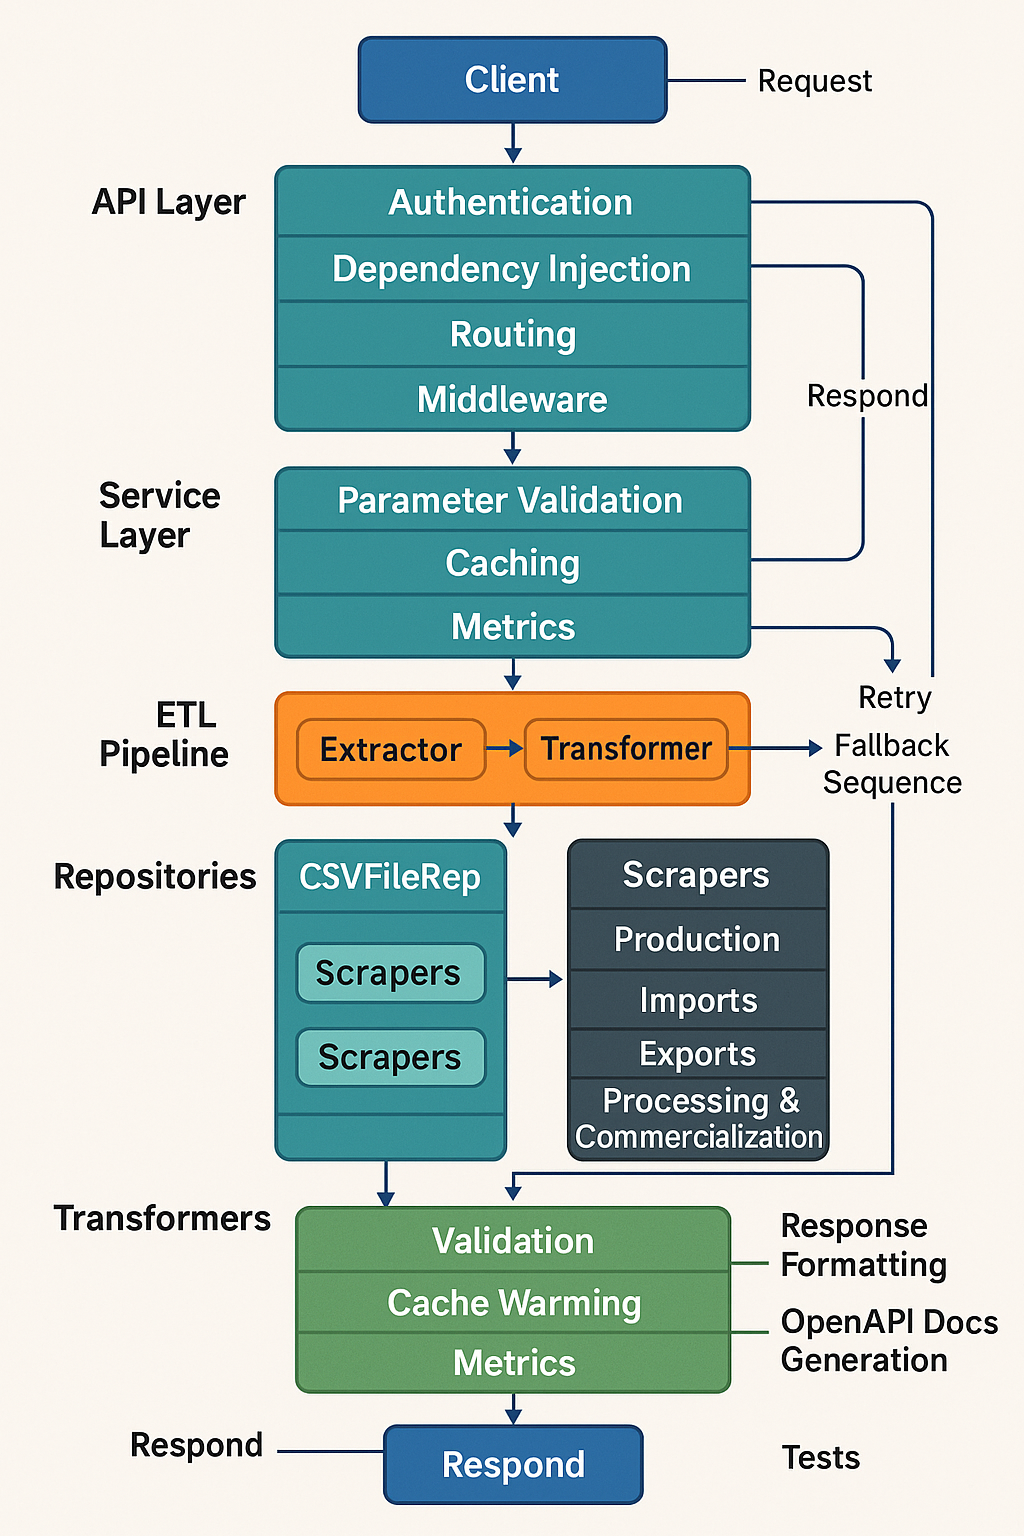 Client
Request
API Layer
Authentication
Dependency Injection
Routing
Middleware
Respond
Service
Layer
Parameter Validation
Caching
Metrics
Retry
Fallback
Sequence
ETL
Pipeline
Extractor
Transformer
Repositories
CSVFileRep
Scrapers
Scrapers
Scrapers
Production
Imports
Exports
Processing &
Commercialization
Transformers
Validation
Cache Warming
Metrics
Response
Formatting
OpenAPI Docs
Generation
Respond
Respond
Tests